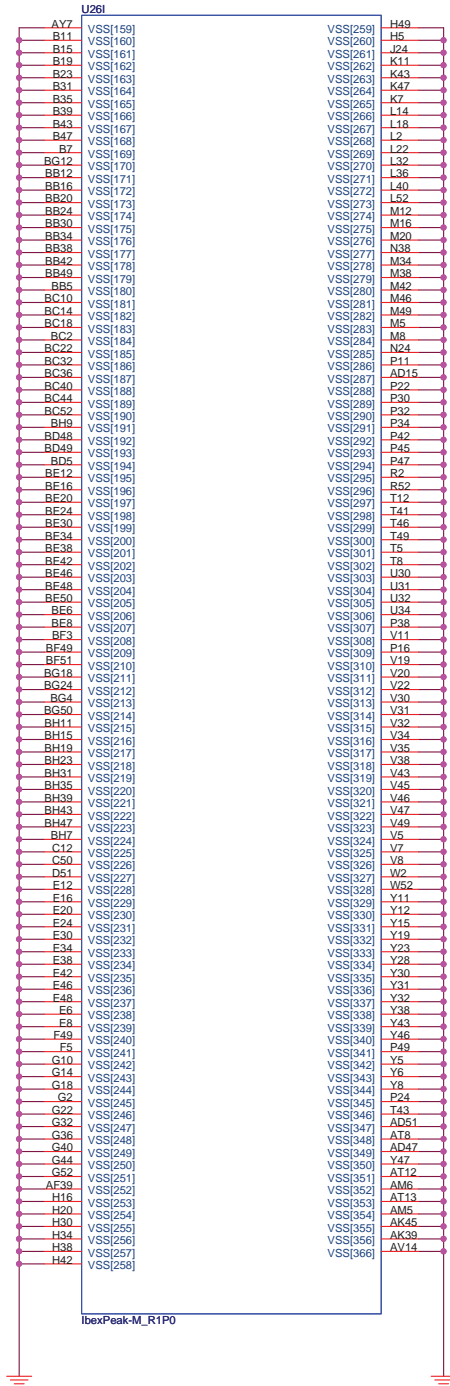 U26I
AY7 VSS[159]
B11 VSS[160]
B15 VSS[161]
B19 VSS[162]
B23 VSS[163]
B31 VSS[164]
B35 VSS[165]
B39 VSS[166]
B43 VSS[167]
B47 VSS[168]
B7 VSS[169]
BG12 VSS[170]
BB12 VSS[171]
BB16 VSS[172]
BB20 VSS[173]
BB24 VSS[174]
BB30 VSS[175]
BB34 VSS[176]
BB38 VSS[177]
BB42 VSS[178]
BB49 VSS[179]
BB5 VSS[180]
BC10 VSS[181]
BC14 VSS[182]
BC18 VSS[183]
BC2 VSS[184]
BC22 VSS[185]
BC32 VSS[186]
BC36 VSS[187]
BC40 VSS[188]
BC44 VSS[189]
BC52 VSS[190]
BH9 VSS[191]
BD48 VSS[192]
BD49 VSS[193]
BD5 VSS[194]
BE12 VSS[195]
BE16 VSS[196]
BE20 VSS[197]
BE24 VSS[198]
BE30 VSS[199]
BE34 VSS[200]
BE38 VSS[201]
BE42 VSS[202]
BE46 VSS[203]
BE48 VSS[204]
BE50 VSS[205]
BE6 VSS[206]
BE8 VSS[207]
BF3 VSS[208]
BF49 VSS[209]
BF51 VSS[210]
BG18 VSS[211]
BG24 VSS[212]
BG4 VSS[213]
BG50 VSS[214]
BH11 VSS[215]
BH15 VSS[216]
BH19 VSS[217]
BH23 VSS[218]
BH31 VSS[219]
BH35 VSS[220]
BH39 VSS[221]
BH43 VSS[222]
BH47 VSS[223]
BH7 VSS[224]
C12 VSS[225]
C50 VSS[226]
D51 VSS[227]
E12 VSS[228]
E16 VSS[229]
E20 VSS[230]
E24 VSS[231]
E30 VSS[232]
E34 VSS[233]
E38 VSS[234]
E42 VSS[235]
E46 VSS[236]
E48 VSS[237]
E6 VSS[238]
E8 VSS[239]
F49 VSS[240]
F5 VSS[241]
G10 VSS[242]
G14 VSS[243]
G18 VSS[244]
G2 VSS[245]
G22 VSS[246]
G32 VSS[247]
G36 VSS[248]
G40 VSS[249]
G44 VSS[250]
G52 VSS[251]
AF39 VSS[252]
H16 VSS[253]
H20 VSS[254]
H30 VSS[255]
H34 VSS[256]
H38 VSS[257]
H42 VSS[258]
VSS[259] H49
VSS[260] H5
VSS[261] J24
VSS[262] K11
VSS[263] K43
VSS[264] K47
VSS[265] K7
VSS[266] L14
VSS[267] L18
VSS[268] L2
VSS[269] L22
VSS[270] L32
VSS[271] L36
VSS[272] L40
VSS[273] L52
VSS[274] M12
VSS[275] M16
VSS[276] M20
VSS[277] N38
VSS[278] M34
VSS[279] M38
VSS[280] M42
VSS[281] M46
VSS[282] M49
VSS[283] M5
VSS[284] M8
VSS[285] N24
VSS[286] P11
VSS[287] AD15
VSS[288] P22
VSS[289] P30
VSS[290] P32
VSS[291] P34
VSS[292] P42
VSS[293] P45
VSS[294] P47
VSS[295] R2
VSS[296] R52
VSS[297] T12
VSS[298] T41
VSS[299] T46
VSS[300] T49
VSS[301] T5
VSS[302] T8
VSS[303] U30
VSS[304] U31
VSS[305] U32
VSS[306] U34
VSS[307] P38
VSS[308] V11
VSS[309] P16
VSS[310] V19
VSS[311] V20
VSS[312] V22
VSS[313] V30
VSS[314] V31
VSS[315] V32
VSS[316] V34
VSS[317] V35
VSS[318] V38
VSS[319] V43
VSS[320] V45
VSS[321] V46
VSS[322] V47
VSS[323] V49
VSS[324] V5
VSS[325] V7
VSS[326] V8
VSS[327] W2
VSS[328] W52
VSS[329] Y11
VSS[330] Y12
VSS[331] Y15
VSS[332] Y19
VSS[333] Y23
VSS[334] Y28
VSS[335] Y30
VSS[336] Y31
VSS[337] Y32
VSS[338] Y38
VSS[339] Y43
VSS[340] Y46
VSS[341] P49
VSS[342] Y5
VSS[343] Y6
VSS[344] Y8
VSS[345] P24
VSS[346] T43
VSS[347] AD51
VSS[348] AT8
VSS[349] AD47
VSS[350] Y47
VSS[351] AT12
VSS[352] AM6
VSS[353] AT13
VSS[354] AM5
VSS[355] AK45
VSS[356] AK39
VSS[366] AV14
IbexPeak-M_R1P0